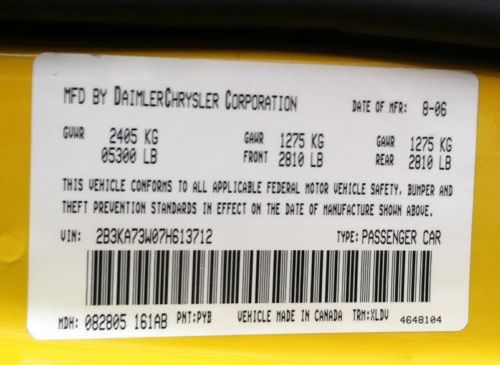 MFD BY DAIMLERCHRYSLER CORPORATION DATE OF MFR: 8-06
GVWR 2405 KG GAWR 1275 KG GAWR 1275 KG
05300 LB FRONT 2810 LB REAR 2810 LB
THIS VEHICLE CONFORMS TO ALL APPLICABLE FEDERAL MOTOR VEHICLE SAFETY, BUMPER AND
THEFT PREVENTION STANDARDS IN EFFECT ON THE DATE OF MANUFACTURE SHOWN ABOVE.
VIN: 2B3KA73W07H613712 TYPE: PASSENGER CAR
MDH: 082805 161AB PNT:PYB VEHICLE MADE IN CANADA TRM:XLDV 4648104